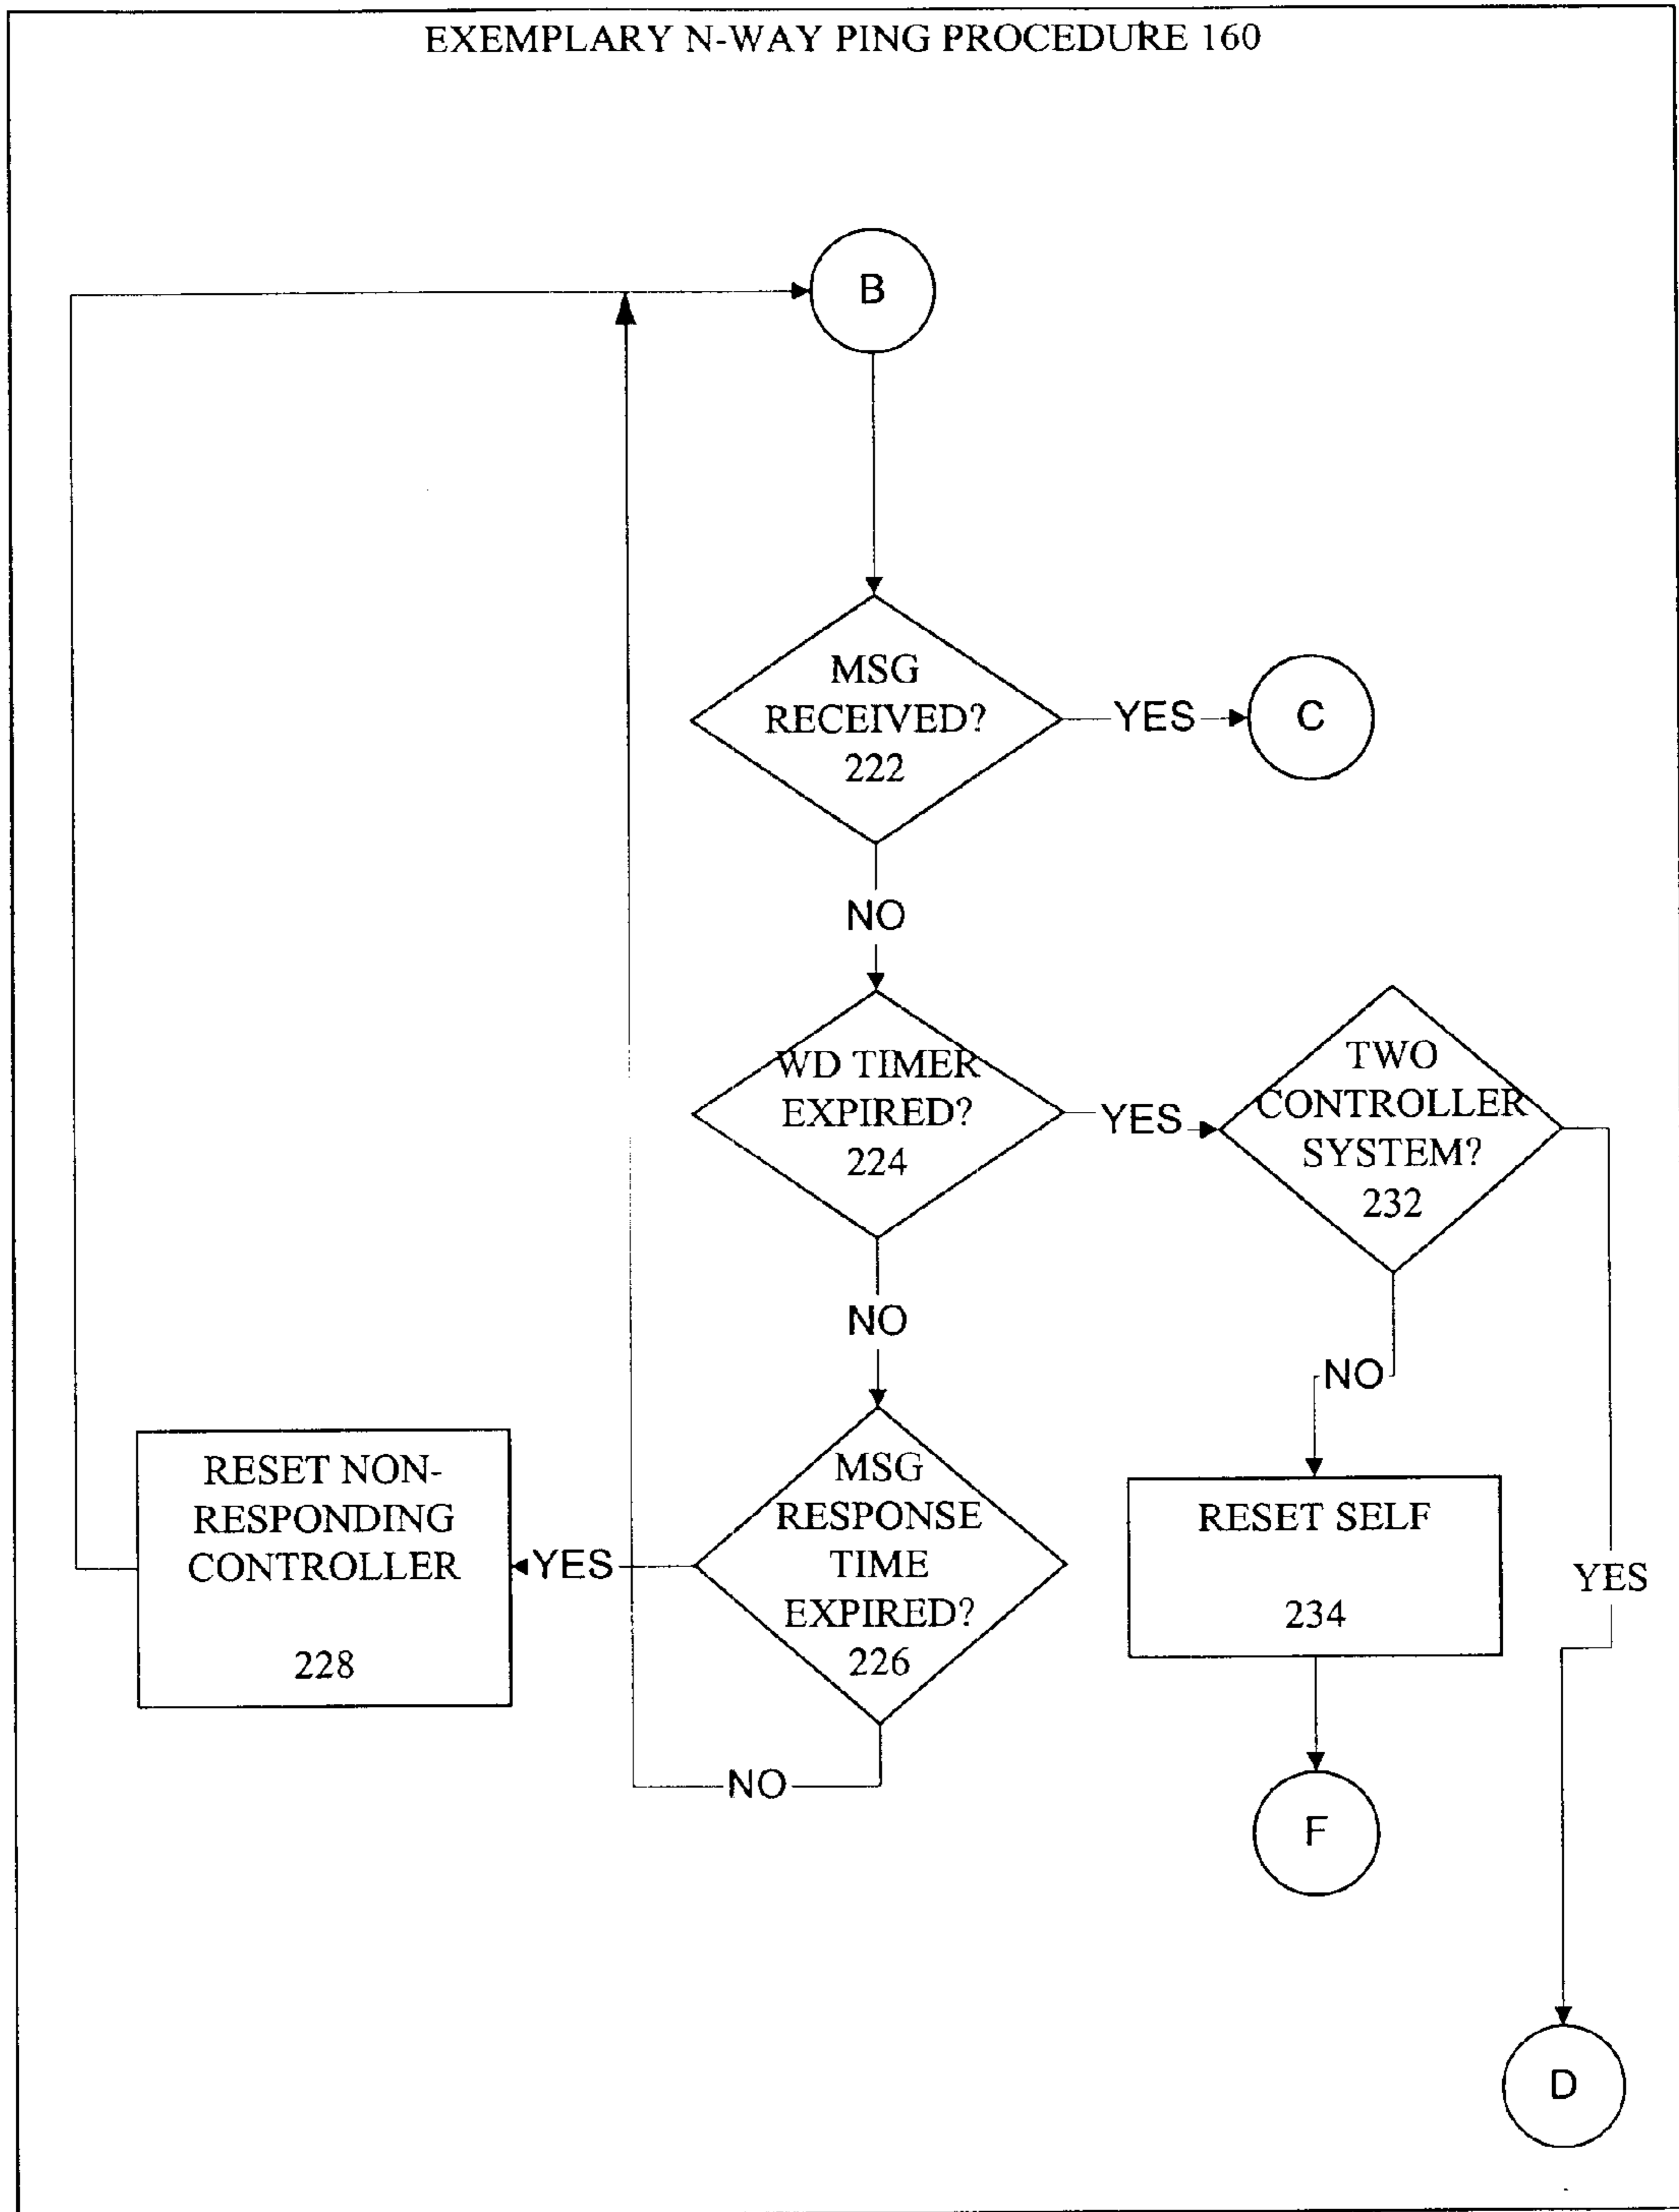 EXEMPLARY N-WAY PING PROCEDURE 160
B
MSG
RECEIVED?
222
YES
C
NO
WD TIMER
EXPIRED?
224
YES
TWO
CONTROLLER
SYSTEM?
232
NO
NO
YES
MSG
RESPONSE
TIME
EXPIRED?
226
YES
RESET NON-
RESPONDING
CONTROLLER
228
NO
RESET SELF
234
F
D